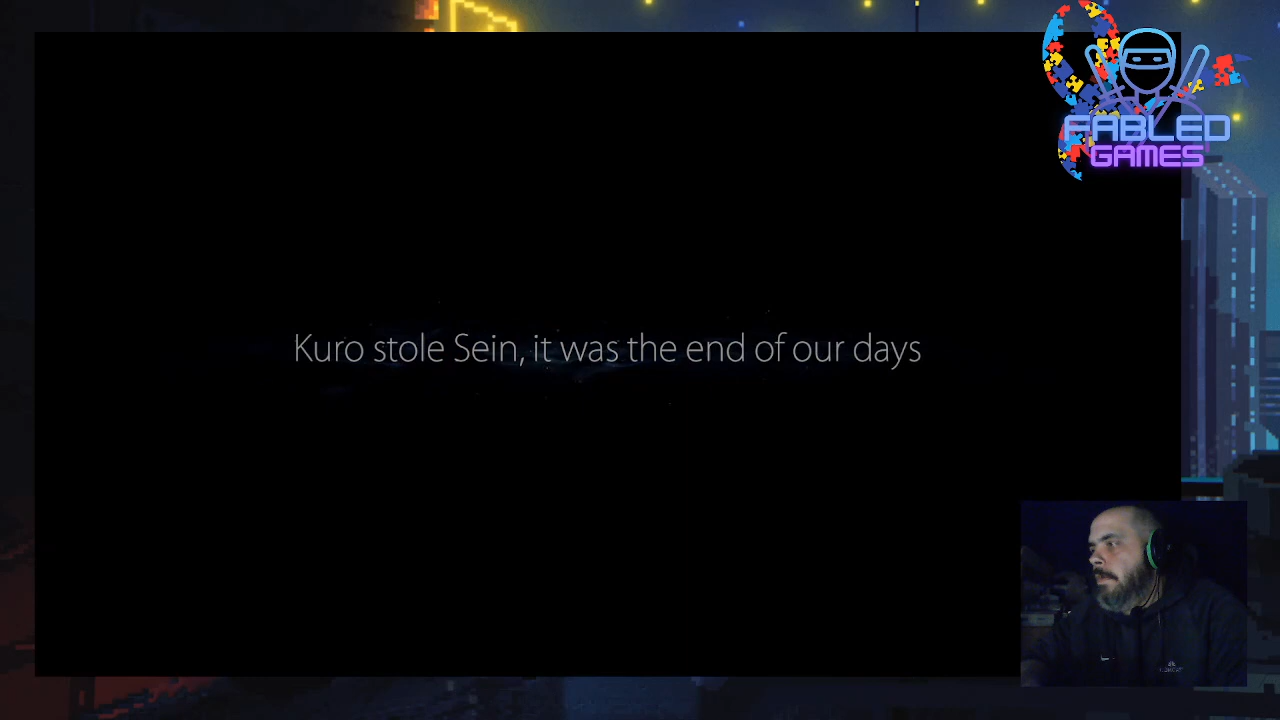 FABLED
GAMES
Kuro stole Sein, it was the end of our days